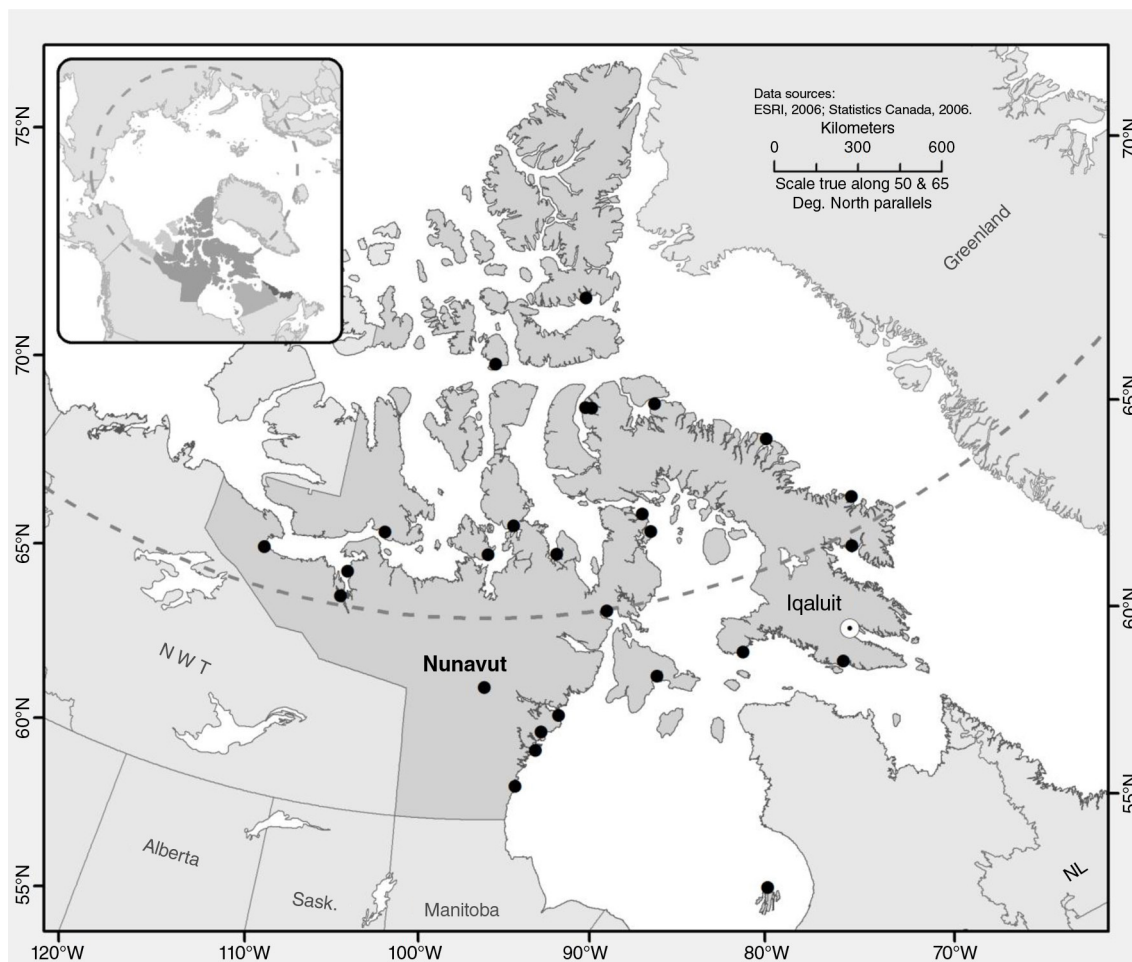 Data sources:
ESRI, 2006; Statistics Canada, 2006.
Kilometers
0 300 600
Scale true along 50 & 65
Deg. North parallels
75°N
70°N
65°N
60°N
55°N
Greenland
70°N
65°N
60°N
55°N
Iqaluit
Nunavut
NWT
Alberta
Sask.
Manitoba
NL
120°W
110°W
100°W
90°W
80°W
70°W